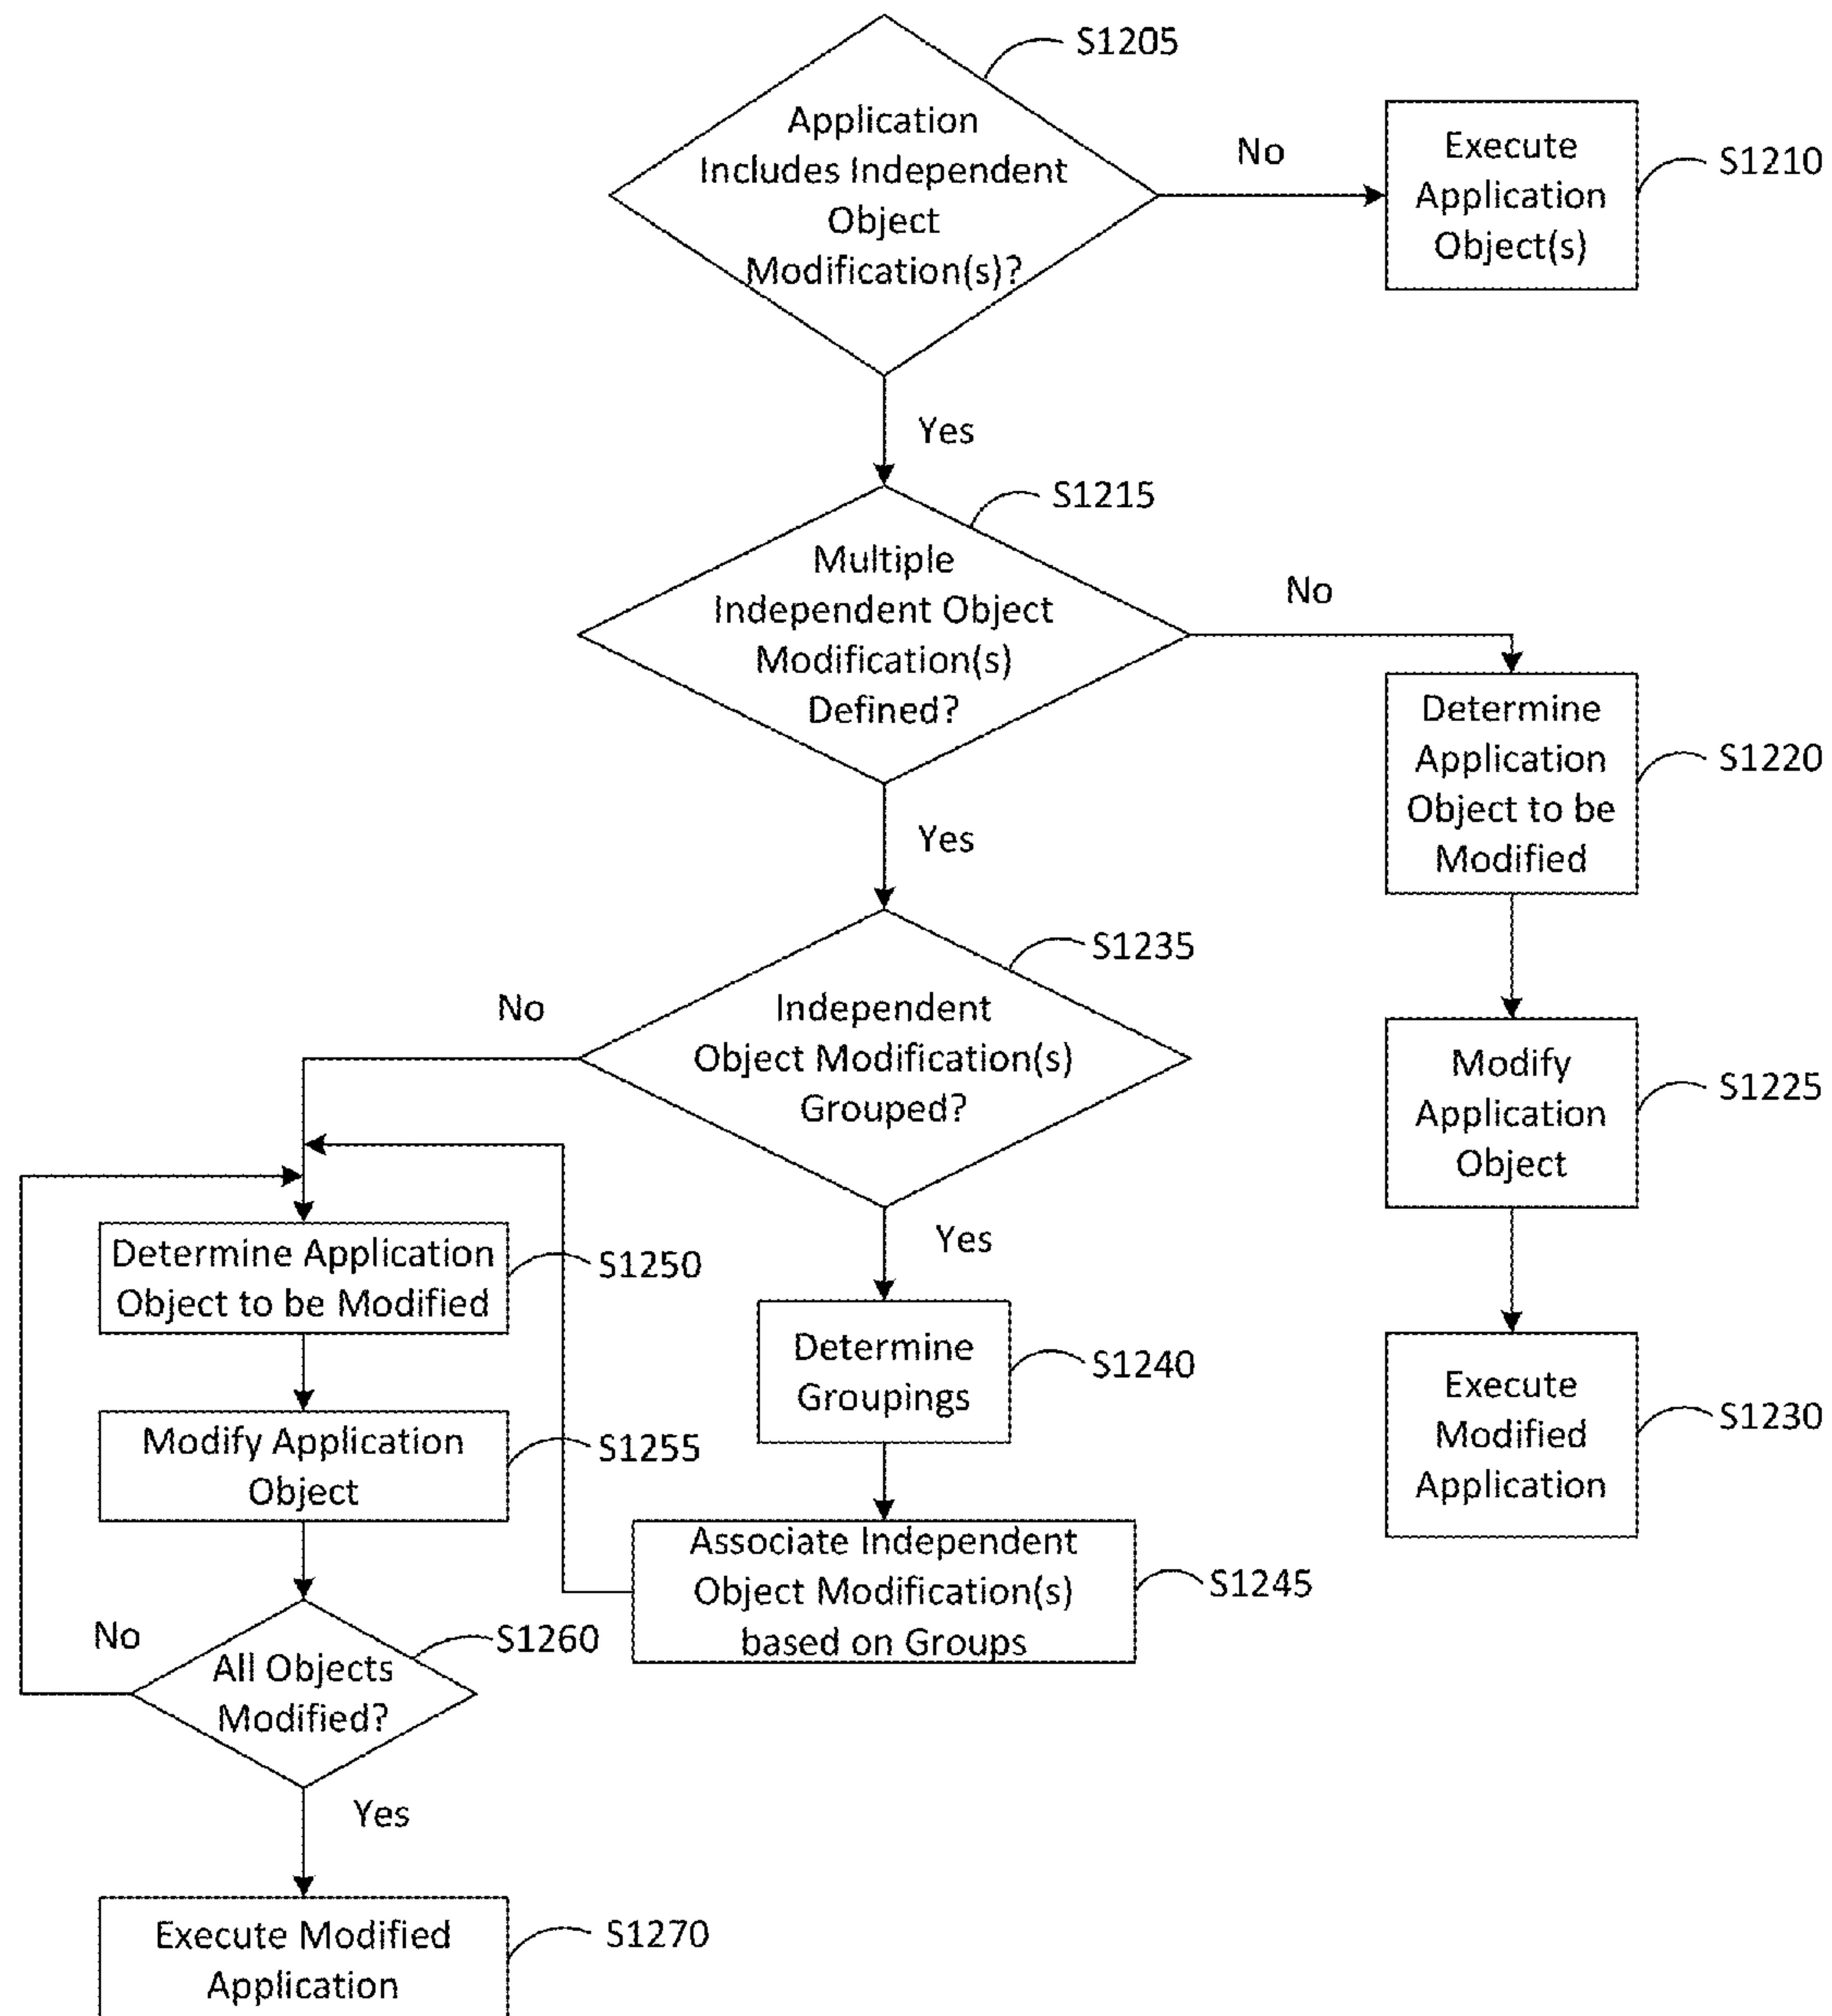 S1205
Application
Includes Independent
Object
Modification(s)?
No
Execute
Application
Object(s)
S1210
Yes
S1215
Multiple
Independent Object
Modification(s)
Defined?
No
Determine
Application
Object to be
Modified
S1220
Yes
S1235
Independent
Object Modification(s)
Grouped?
No
Modify
Application
Object
S1225
Yes
Determine Application
Object to be Modified
S1250
Determine
Groupings
S1240
Execute
Modified
Application
S1230
Modify Application
Object
S1255
Associate Independent
Object Modification(s)
based on Groups
S1245
No
All Objects
Modified?
S1260
Yes
Execute Modified
Application
S1270